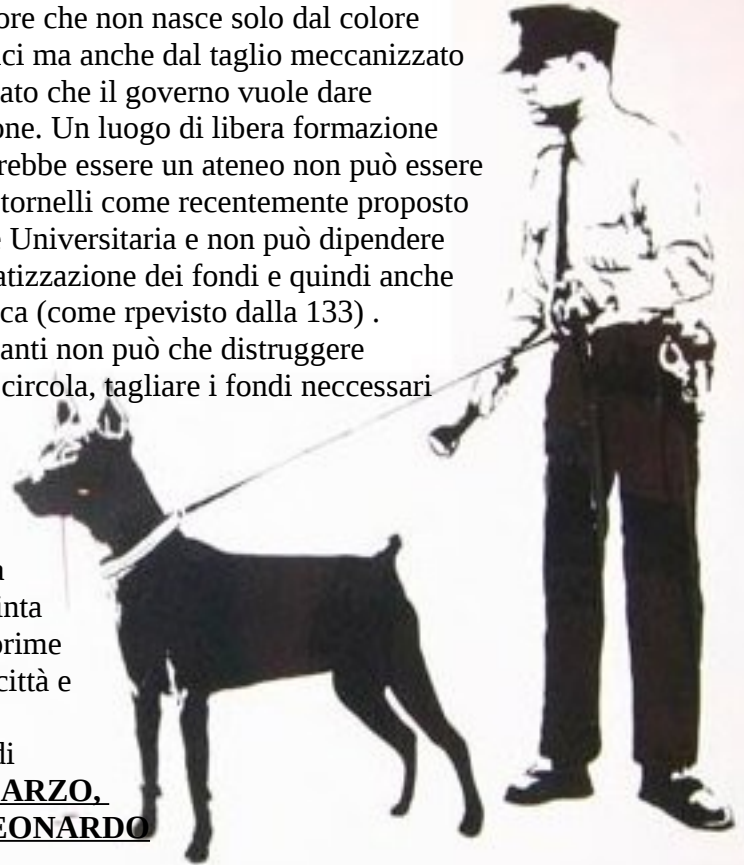 ore che non nasce solo dal colore
ci ma anche dal taglio meccanizzato
ato che il governo vuole dare
one. Un luogo di libera formazione
rebbe essere un ateneo non può essere
tornelli come recentemente proposto
e Universitaria e non può dipendere
atizzazione dei fondi e quindi anche
ca (come rpevisto dalla 133) .
anti non può che distruggere
circola, tagliare i fondi neccessari
inta
prime
città e
di
ARZO,
EONARDO